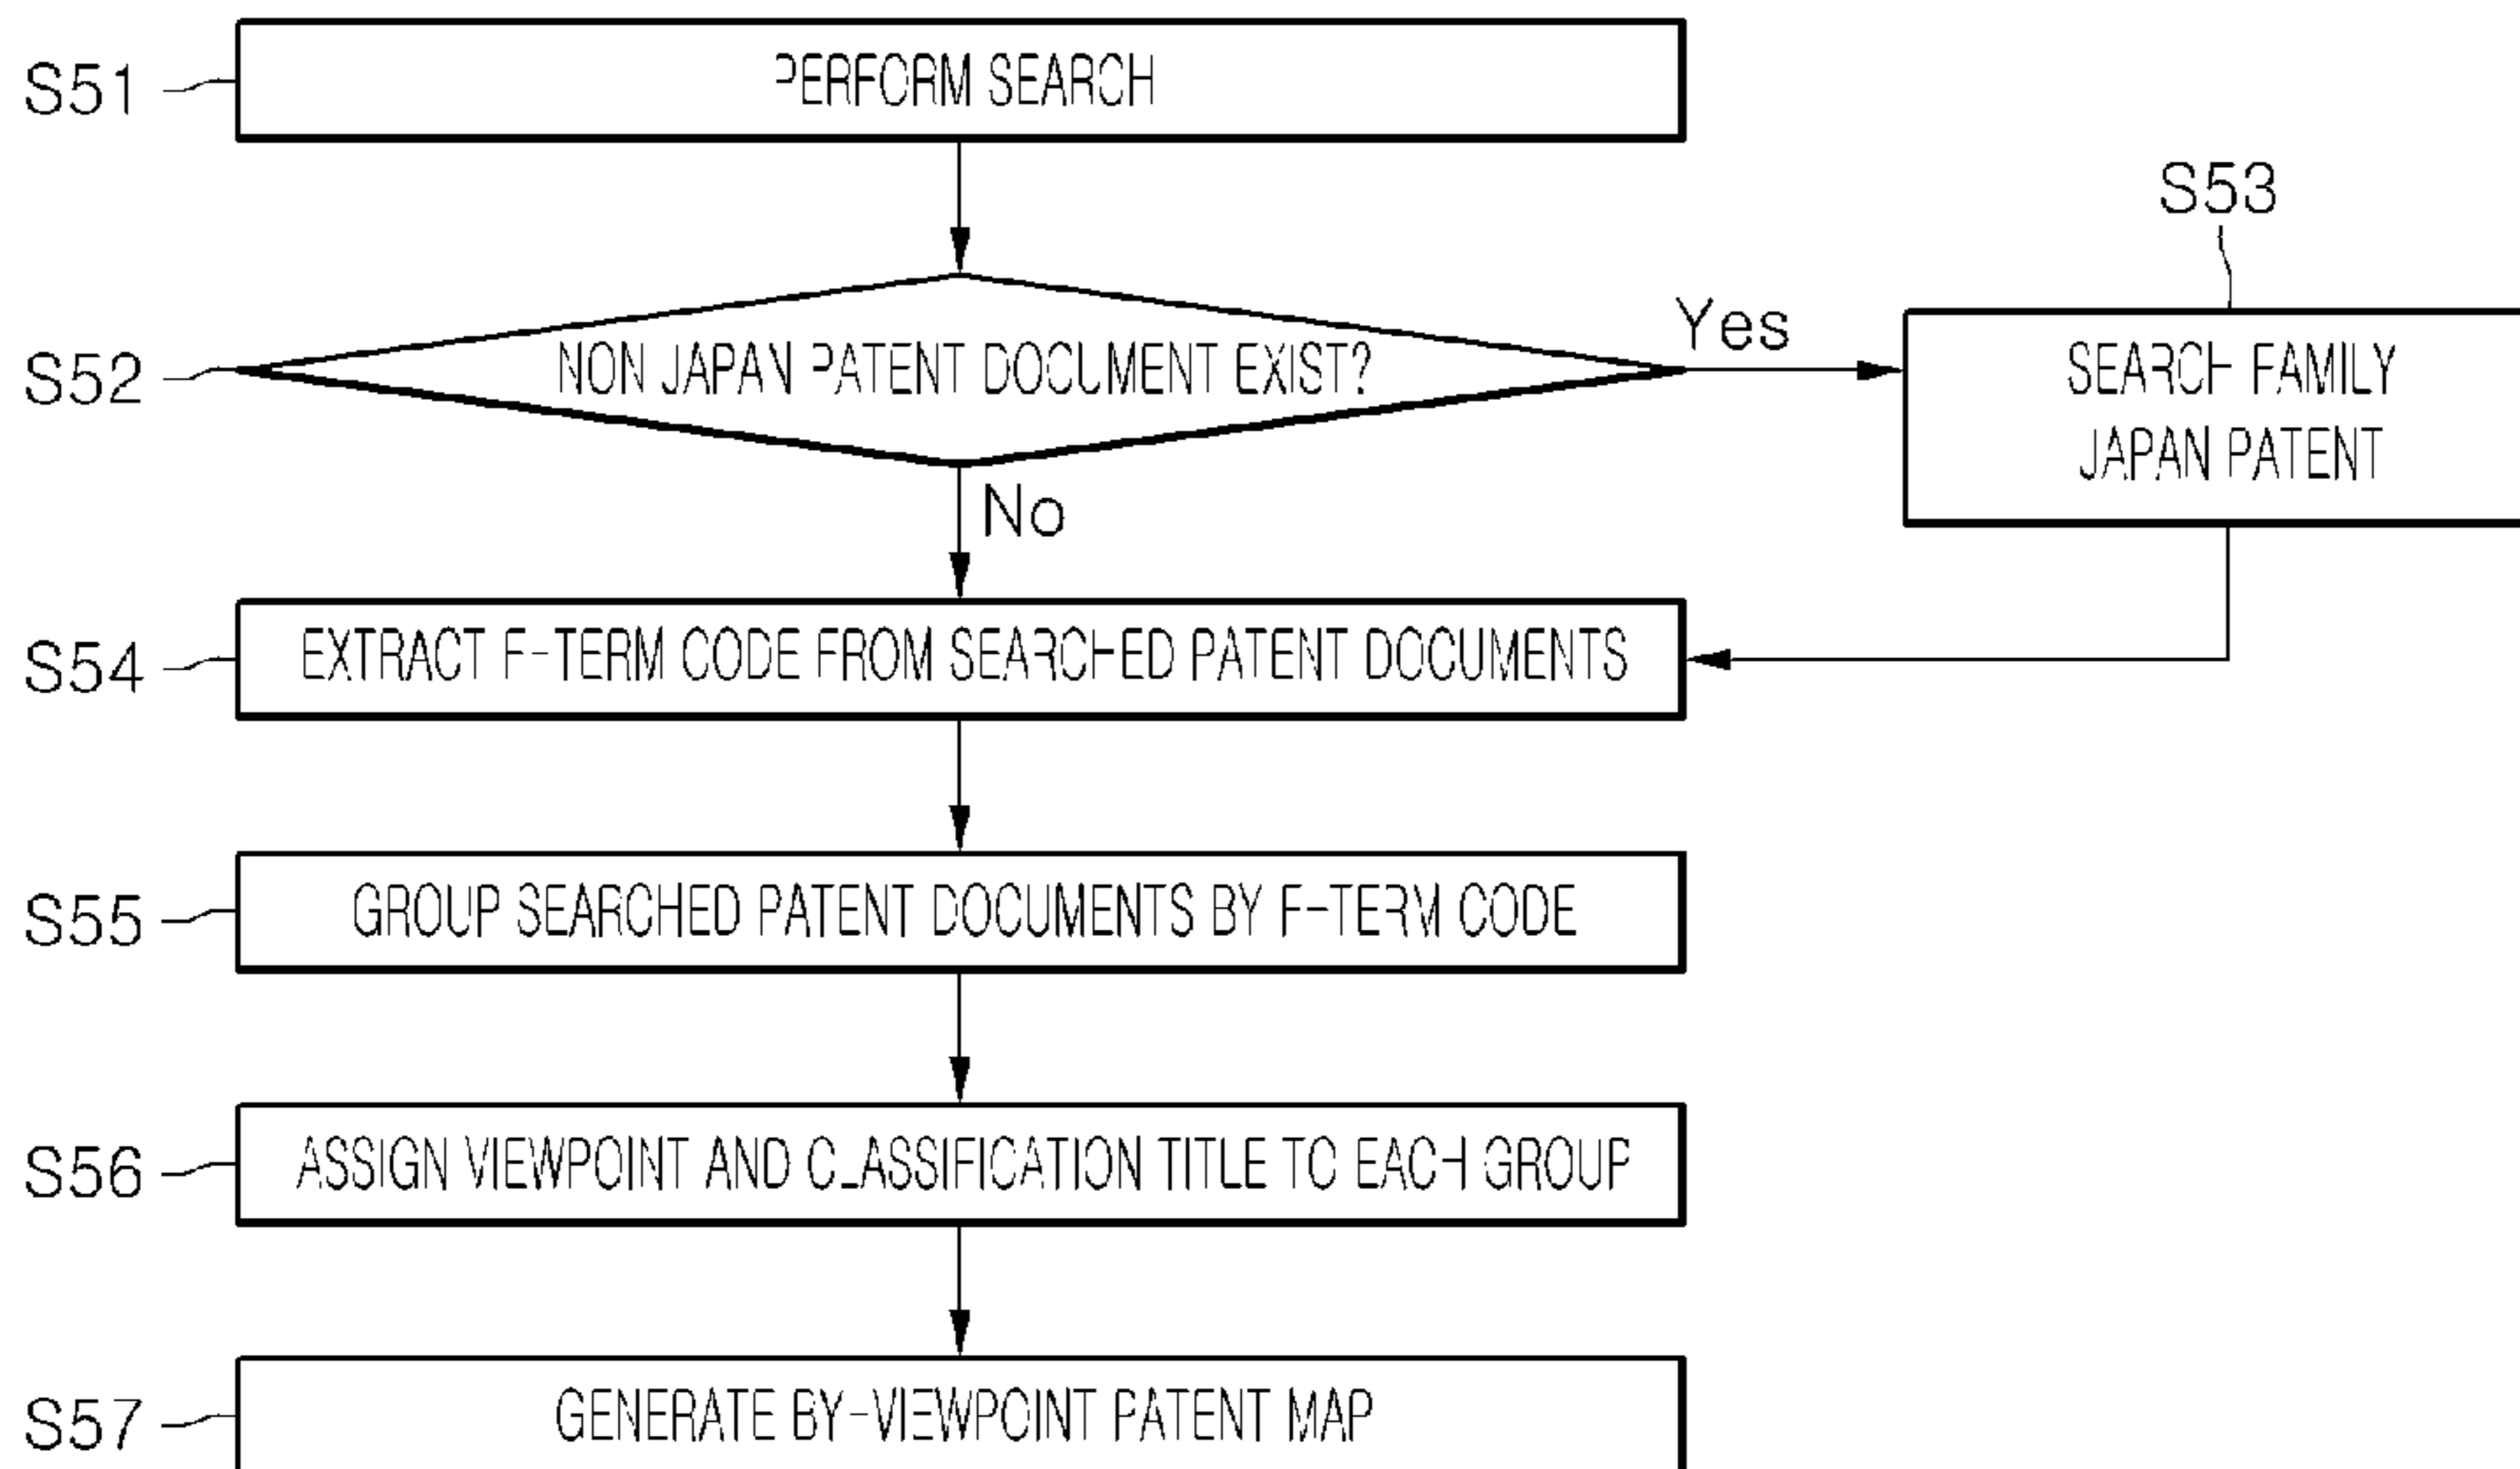 S51
PERFORM SEARCH
S53
S52
NON JAPAN PATENT DOCUMENT EXIST?
Yes
SEARCH FAMILY
JAPAN PATENT
No
S54
EXTRACT F-TERM CODE FROM SEARCHED PATENT DOCUMENTS
S55
GROUP SEARCHED PATENT DOCUMENTS BY F-TERM CODE
S56
ASSIGN VIEWPOINT AND CLASSIFICATION TITLE TO EACH GROUP
S57
GENERATE BY-VIEWPOINT PATENT MAP